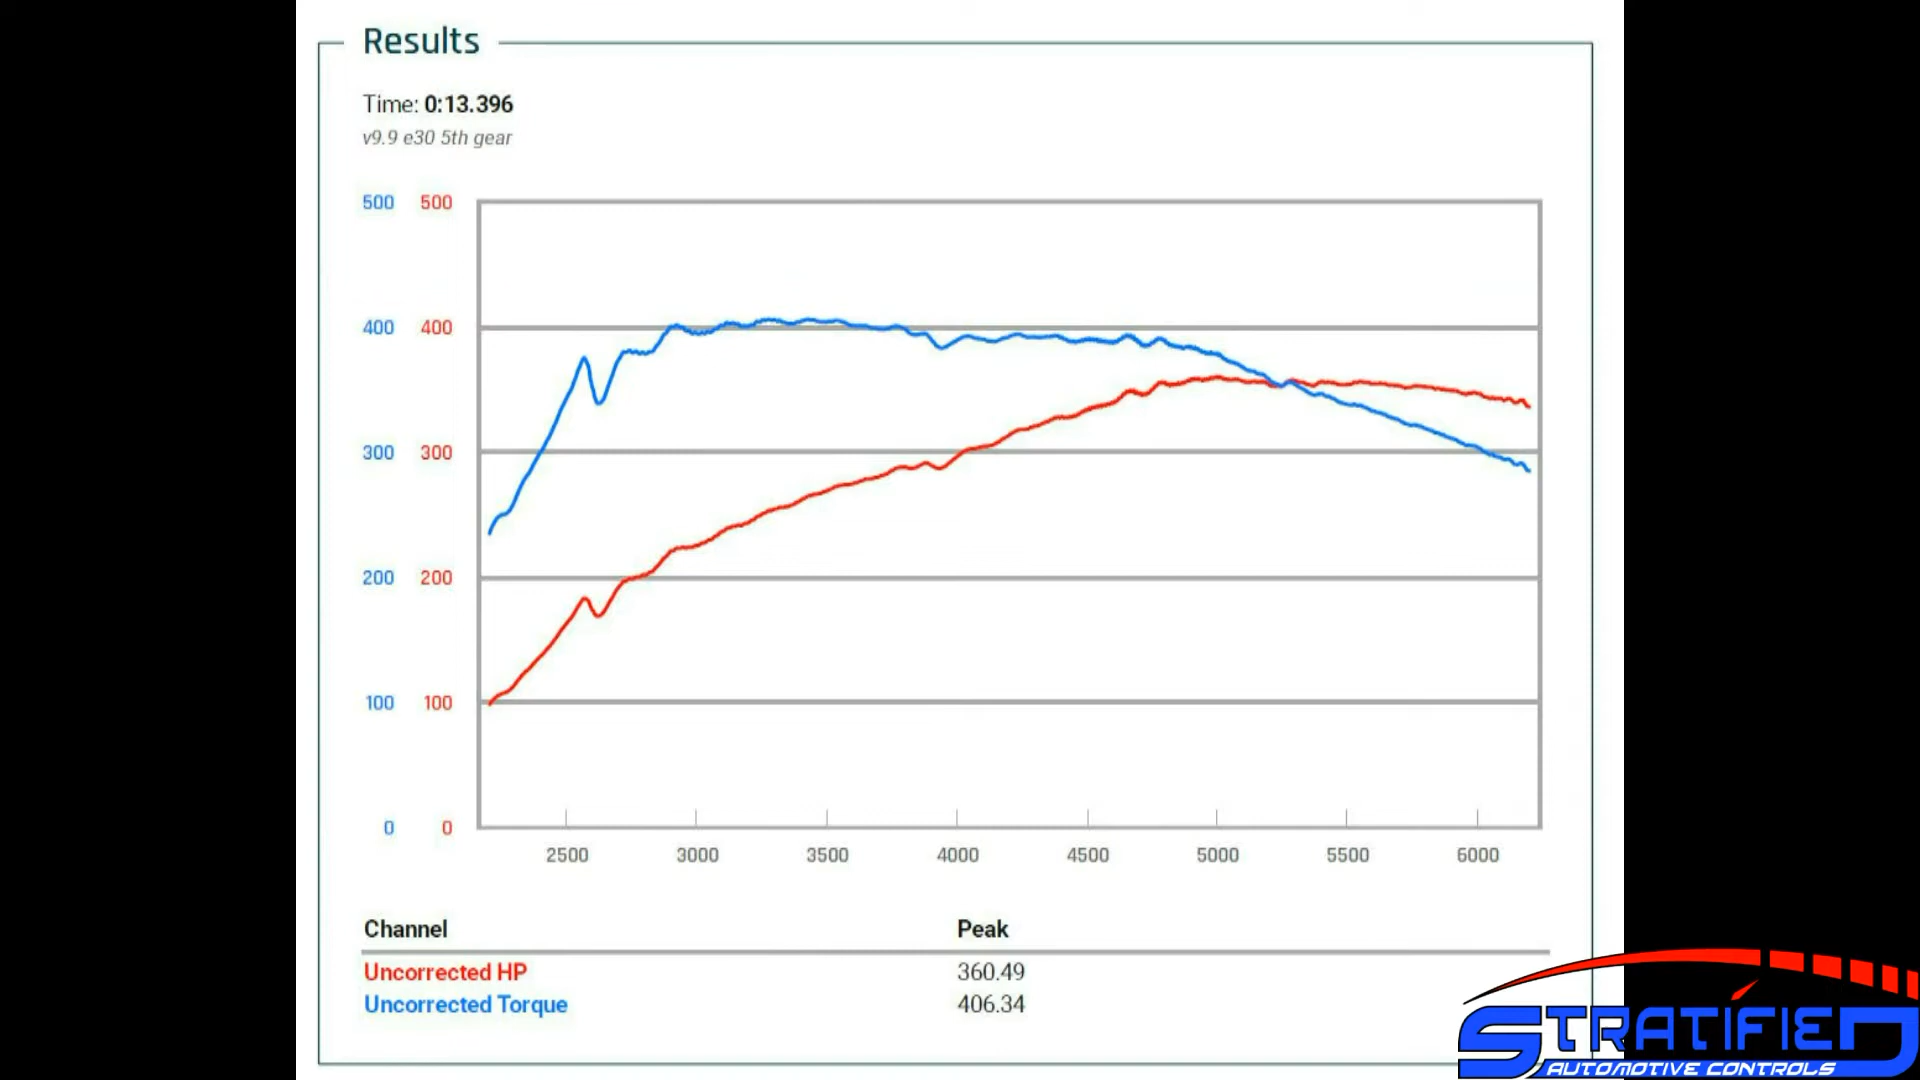 Results
Time: 0:13.396
v9.9 e30 5th gear
500 500
400 400
300 300
200 200
100 100
0 0
2500 3000 3500 4000 4500 5000 5500 6000
Channel Peak
Uncorrected HP 360.49
Uncorrected Torque 406.34
STRATIFIED
AUTOMOTIVE CONTROLS